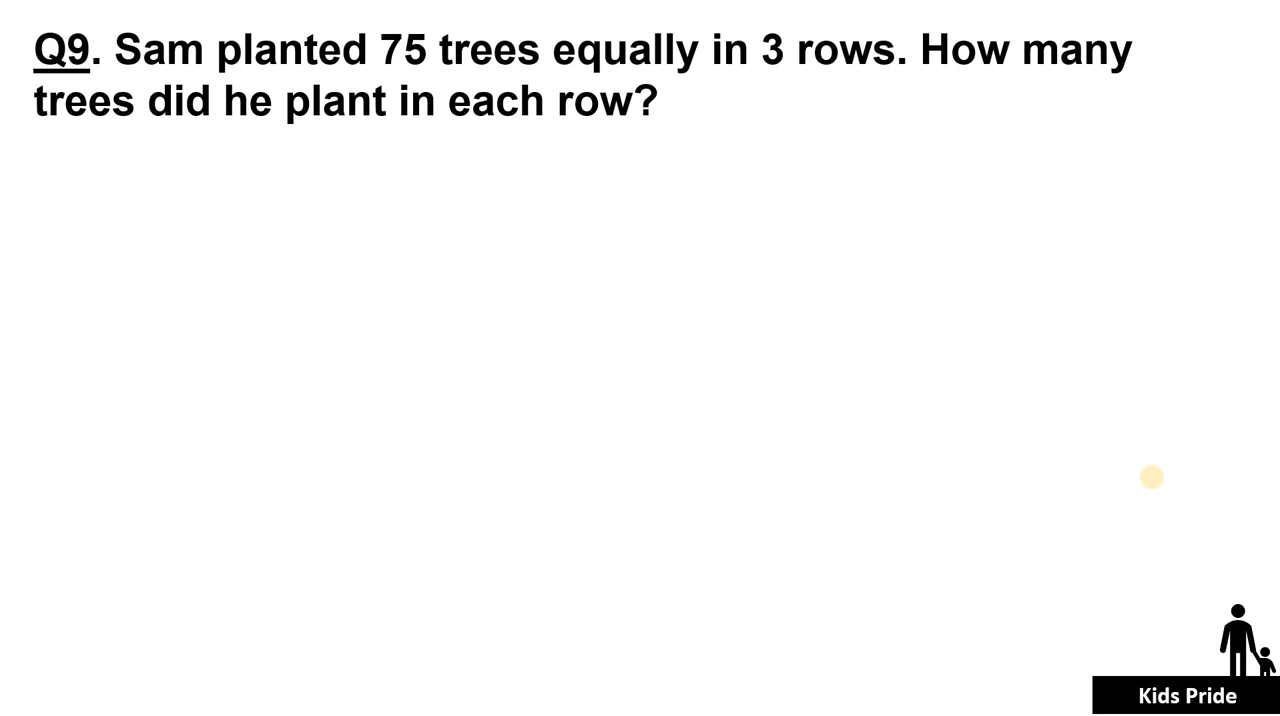 Q9. Sam planted 75 trees equally in 3 rows. How many
trees did he plant in each row?
Kids Pride